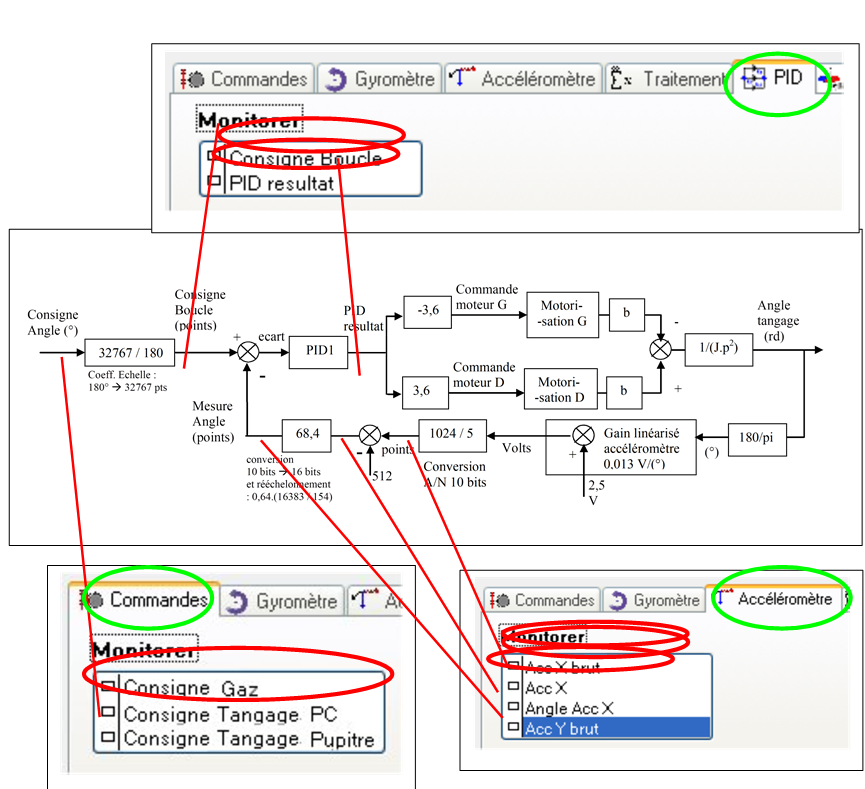 Commandes Gyromètre Accéléromètre Σx Traitement PID
Monitorer
Consigne Boucle
PID resultat
Consigne
Angle (°)
32767 / 180
Coeff. Echelle :
180° → 32767 pts
Consigne
Boucle
(points)
+
-
ecart
PID1
PID
resultat
-3,6
Commande
moteur G
Motori-
-sation G
b
-
3,6
Commande
moteur D
Motori-
-sation D
b
+
1/(J.p²)
Angle
tangage
(rd)
Mesure
Angle
(points)
68,4
conversion
10 bits → 16 bits
et rééchelonnement
: 0,64.(16383 / 154)
-
512
points
1024 / 5
Conversion
A/N 10 bits
Volts
+
2,5
V
Gain linéarisé
accéléromètre
0.013 V/(°)
(°)
180/pi
Commandes Gyromètre
Monitorer
Consigne Gaz
Consigne Tangage PC
Consigne Tangage Pupitre
Commandes Gyromètre Accéléromètre
Monitorer
Acc X brut
Acc X
Angle Acc X
Acc Y brut